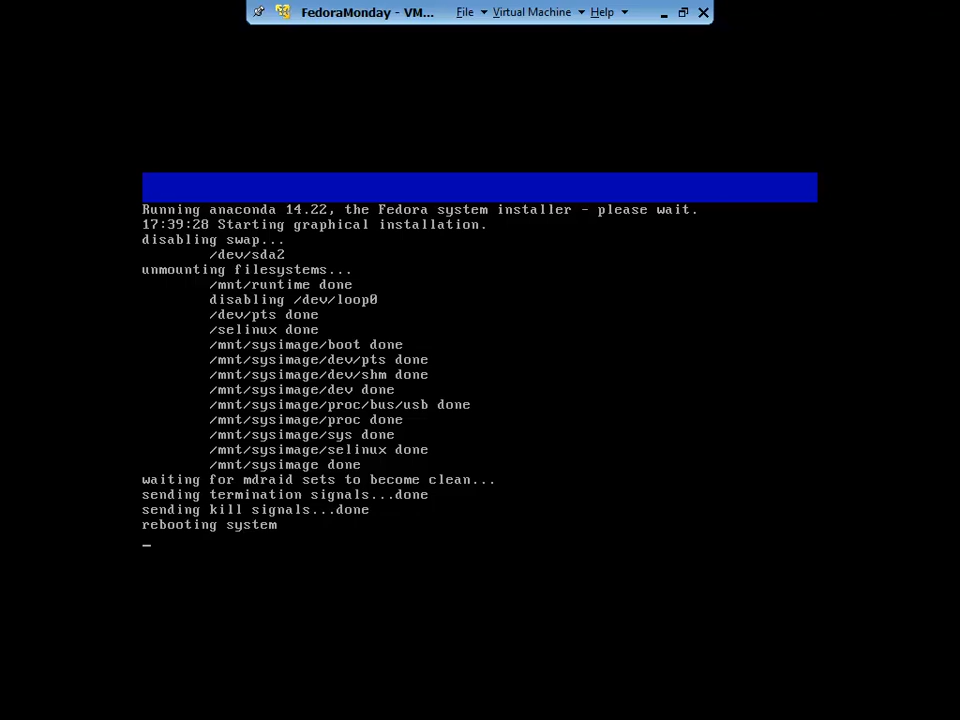 FedoraMonday - VM... File Virtual Machine Help
Running anaconda 14.22, the Fedora system installer - please wait.
17:39:28 Starting graphical installation.
disabling swap...
/dev/sda2
unmounting filesystems...
/mnt/runtime done
disabling /dev/loop0
/dev/pts done
/selinux done
/mnt/sysimage/boot done
/mnt/sysimage/dev/pts done
/mnt/sysimage/dev/shm done
/mnt/sysimage/dev done
/mnt/sysimage/proc/bus/usb done
/mnt/sysimage/proc done
/mnt/sysimage/sys done
/mnt/sysimage/selinux done
/mnt/sysimage done
waiting for mdraid sets to become clean...
sending termination signals...done
sending kill signals...done
rebooting system